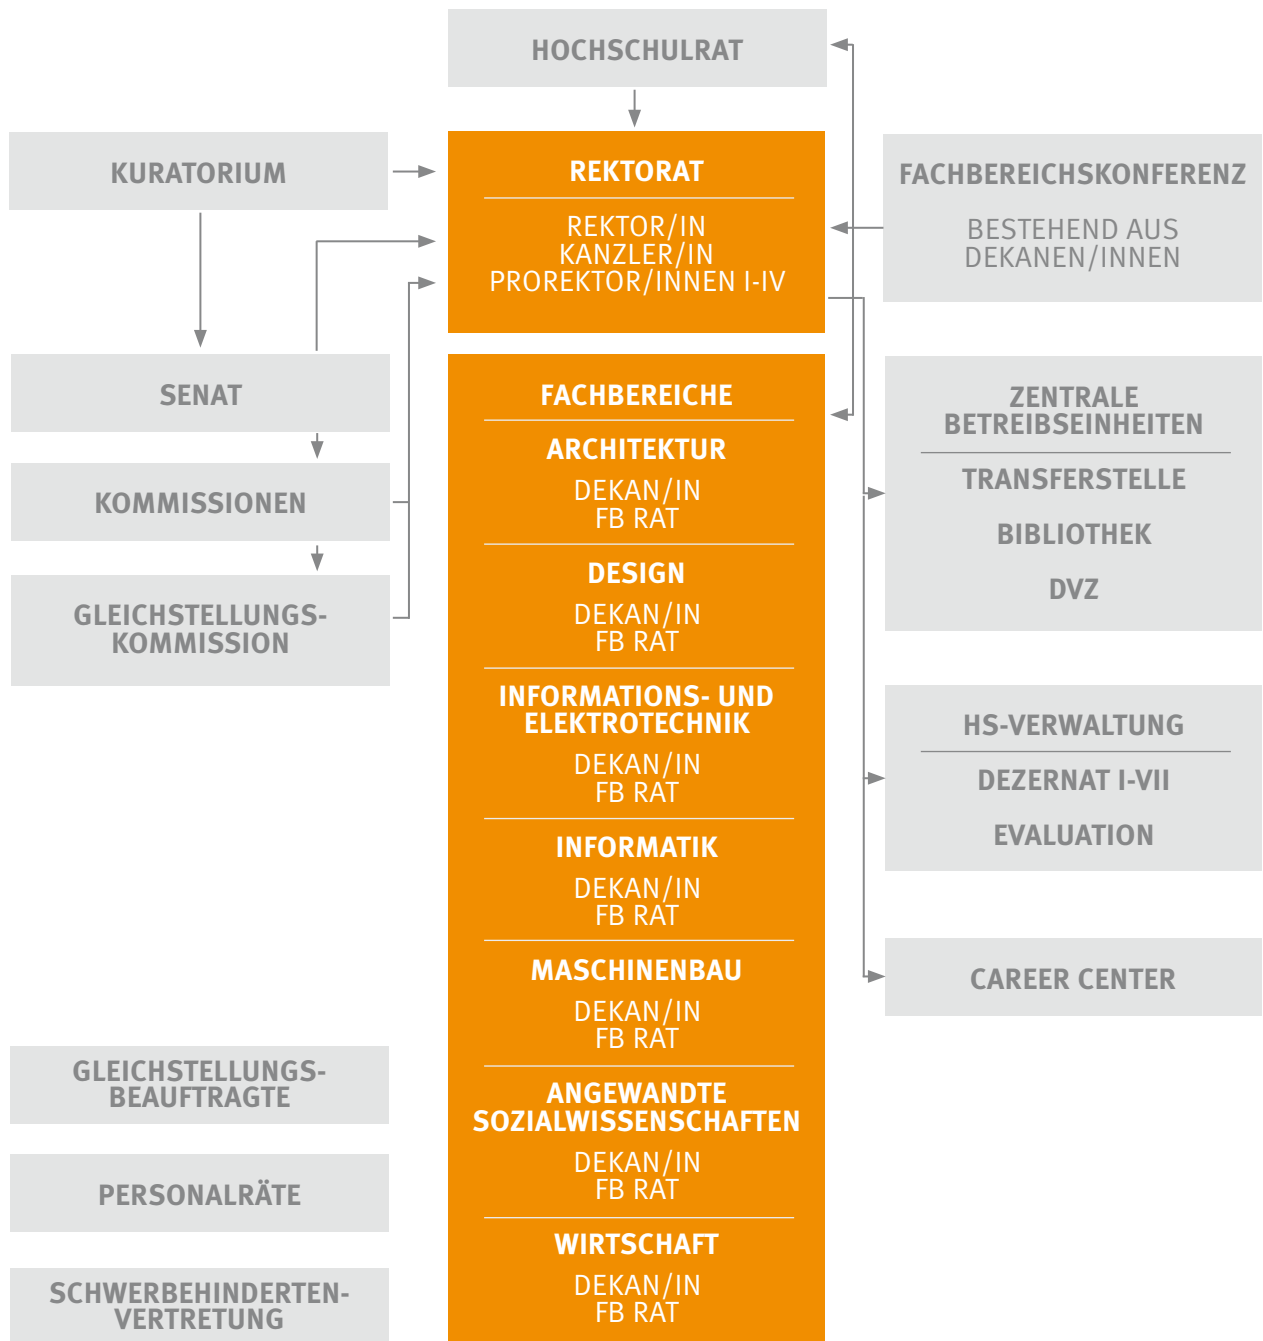 HOCHSCHULRAT
KURATORIUM
REKTORAT
REKTOR/IN
KANZLER/IN
PROREKTOR/INNEN I-IV
FACHBEREICHSKONFERENZ
BESTEHEND AUS
DEKANEN/INNEN
SENAT
KOMMISSIONEN
GLEICHSTELLUNGS-
KOMMISSION
FACHBEREICHE
ARCHITEKTUR
DEKAN/IN
FB RAT
DESIGN
DEKAN/IN
FB RAT
INFORMATIONS- UND
ELEKTROTECHNIK
DEKAN/IN
FB RAT
INFORMATIK
DEKAN/IN
FB RAT
MASCHINENBAU
DEKAN/IN
FB RAT
ANGEWANDTE
SOZIALWISSENSCHAFTEN
DEKAN/IN
FB RAT
WIRTSCHAFT
DEKAN/IN
FB RAT
ZENTRALE
BETREIBSEINHEITEN
TRANSFERSTELLE
BIBLIOTHEK
DVZ
HS-VERWALTUNG
DEZERNAT I-VII
EVALUATION
CAREER CENTER
GLEICHSTELLUNGS-
BEAUFTRAGTE
PERSONALRÄTE
SCHWERBEHINDERTEN-
VERTRETUNG